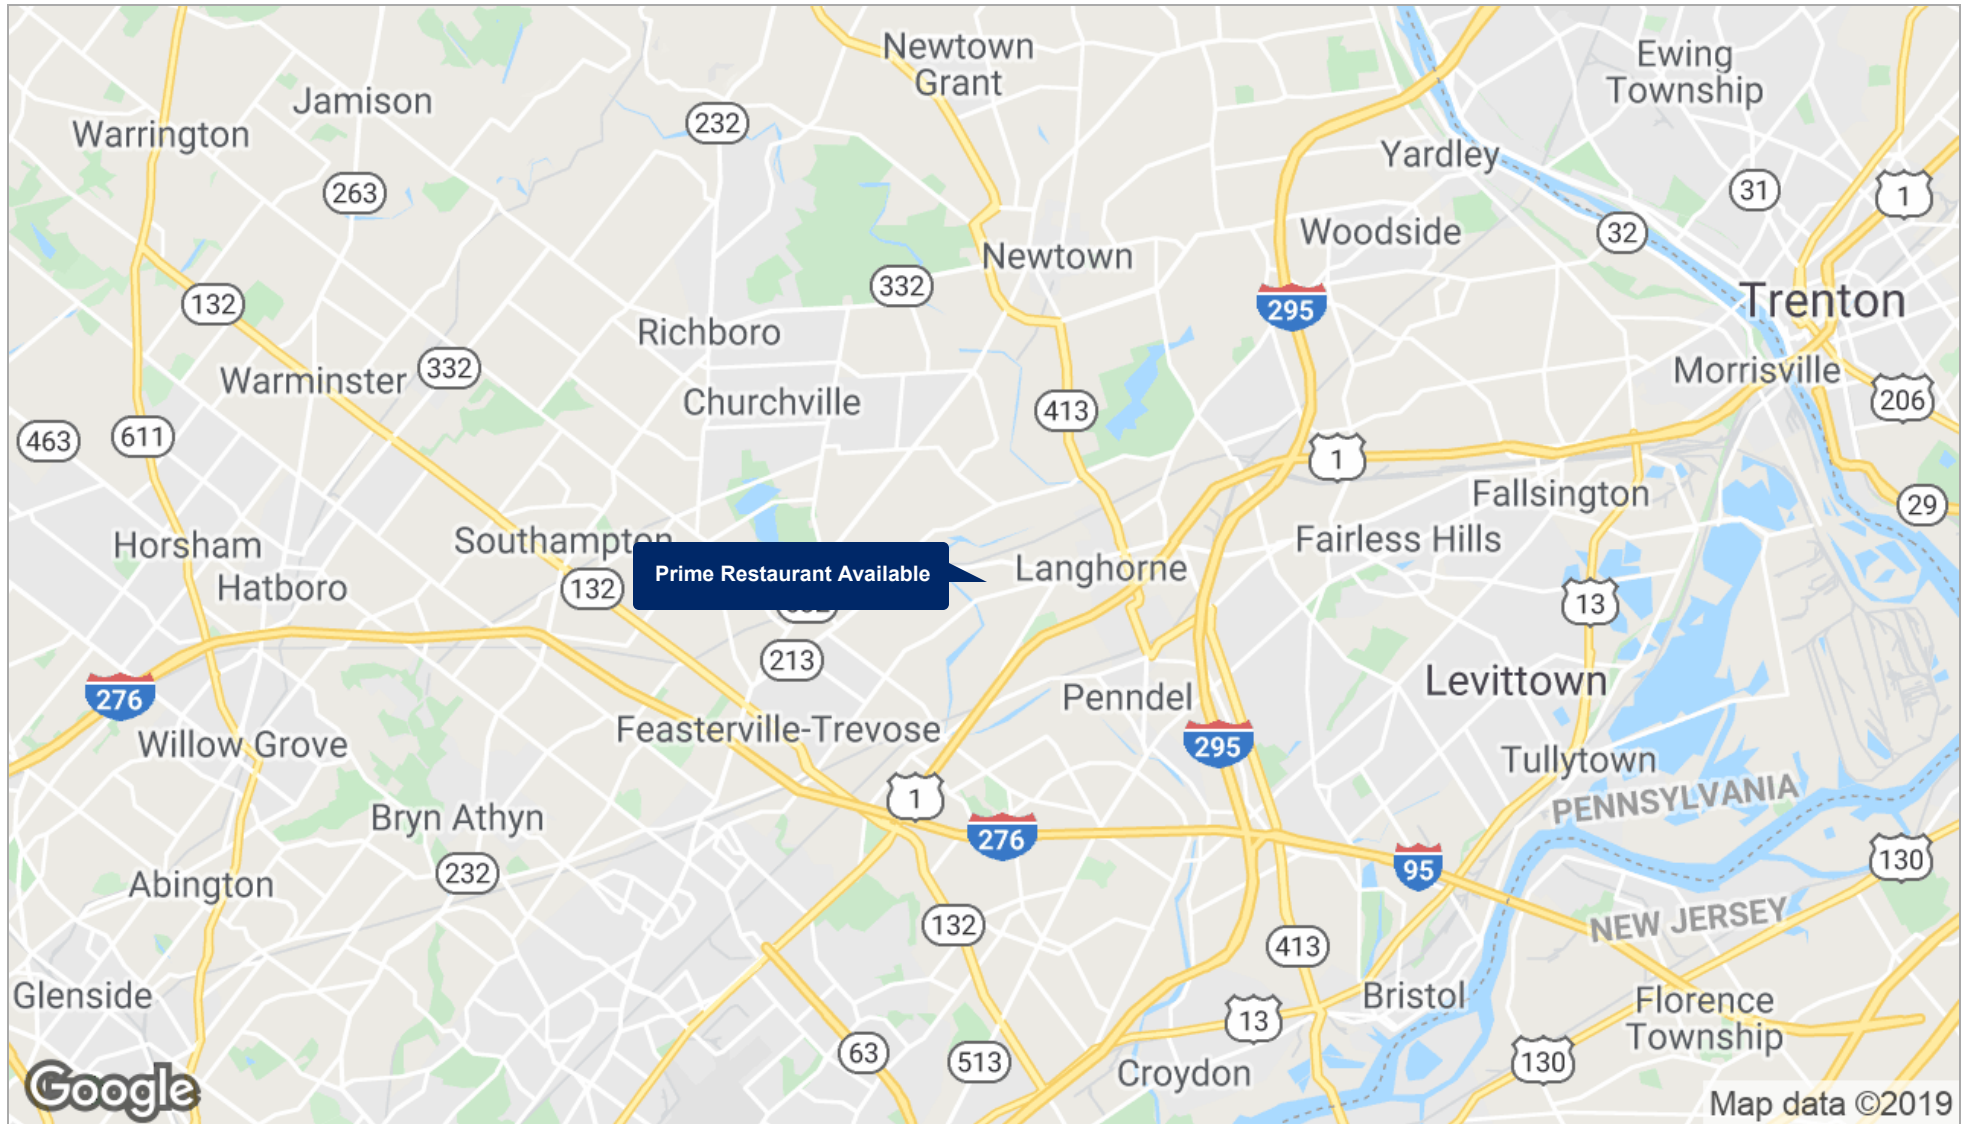 Newtown
Grant
Ewing
Township
Jamison
Warrington
232
Yardley
263
31
1
Woodside
32
Newtown
332
132
295
Trenton
Richboro
332
Warminster
Morrisville
Churchville
413
206
463
611
1
Fallsington
29
Southampton
Horsham
Fairless Hills
Langhorne
Prime Restaurant Available
Hatboro
132
13
213
276
Levittown
Penndel
Feasterville-Trevose
Willow Grove
295
Tullytown
1
PENNSYLVANIA
Bryn Athyn
276
95
130
232
Abington
132
NEW JERSEY
413
Glenside
Bristol
Florence
Township
13
63
513
130
Croydon
Google
Map data ©2019